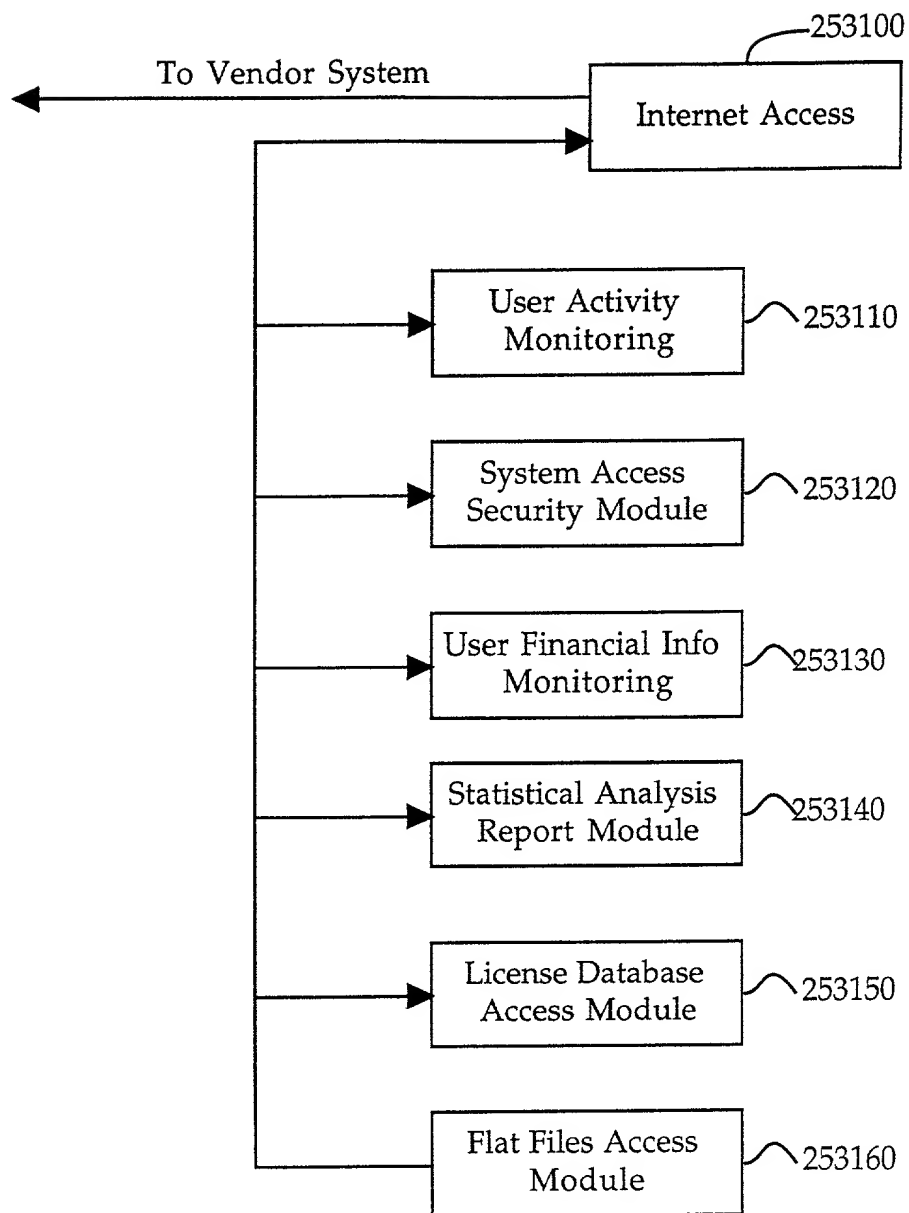 253100
To Vendor System
Internet Access
User Activity
Monitoring
253110
System Access
Security Module
253120
User Financial Info
Monitoring
253130
Statistical Analysis
Report Module
253140
License Database
Access Module
253150
Flat Files Access
Module
253160